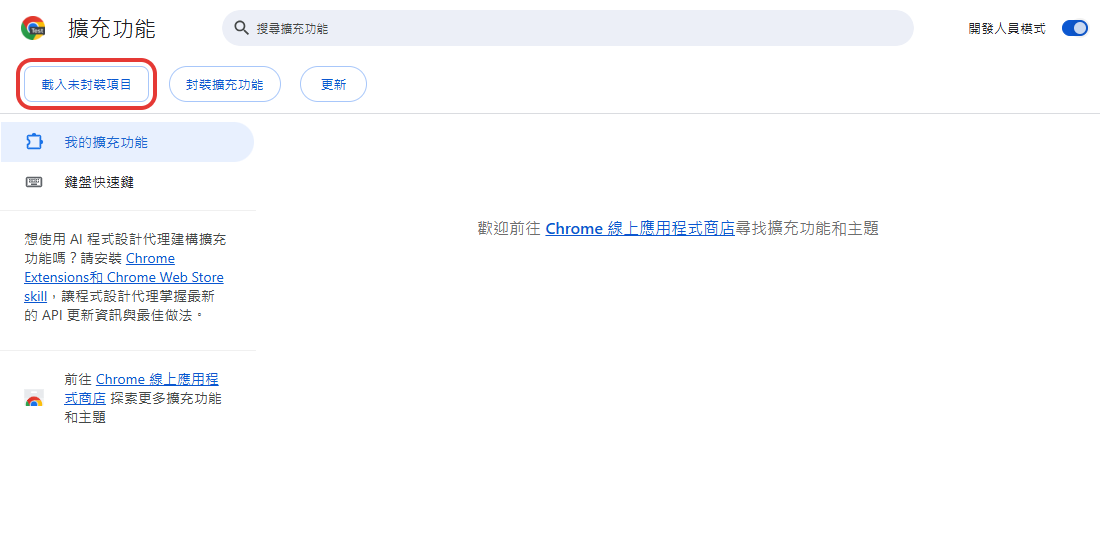 Test
擴充功能
搜尋擴充功能
開發人員模式
載入未封裝項目
封裝擴充功能
更新
我的擴充功能
鍵盤快速鍵
想使用 AI 程式設計代理建構擴充
功能嗎？請安裝 Chrome
Extensions和 Chrome Web Store
skill，讓程式設計代理掌握最新
的 API 更新資訊與最佳做法。
前往 Chrome 線上應用程
式商店 探索更多擴充功能
和主題
歡迎前往 Chrome 線上應用程式商店尋找擴充功能和主題